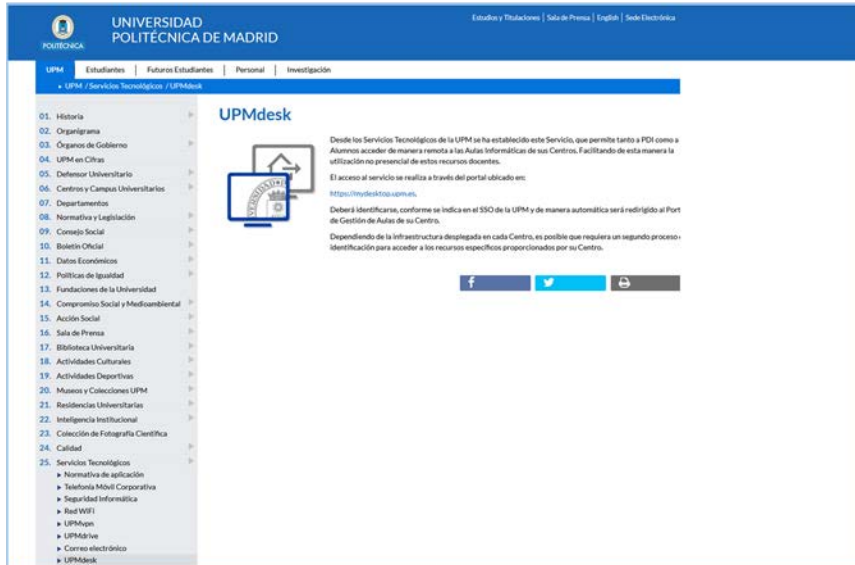 UNIVERSIDAD
POLITÉCNICA DE MADRID
POLITÉCNICA
Estudios y Titulaciones | Sala de Prensa | English | Sede Electrónica
UPM | Estudiantes | Futuros Estudiantes | Personal | Investigación
UPM / Servicios Tecnológicos / UPMdesk
01. Historia
02. Organigrama
03. Órganos de Gobierno
04. UPM en Cifras
05. Defensor Universitario
06. Centros y Campus Universitarios
07. Departamentos
08. Normativa y Legislación
09. Consejo Social
10. Boletín Oficial
11. Datos Económicos
12. Políticas de Igualdad
13. Fundaciones de la Universidad
14. Compromiso Social y Medioambiental
15. Acción Social
16. Sala de Prensa
17. Biblioteca Universitaria
18. Actividades Culturales
19. Actividades Deportivas
20. Museos y Colecciones UPM
21. Residencias Universitarias
22. Inteligencia Institucional
23. Colección de Fotografía Científica
24. Calidad
25. Servicios Tecnológicos
Normativa de aplicación
Telefonía Móvil Corporativa
Seguridad Informática
Red WiFi
UPMvpn
UPMdrive
Correo electrónico
UPMdesk
UPMdesk
Desde los Servicios Tecnológicos de la UPM se ha establecido este Servicio, que permite tanto a PDI como a
Alumnos acceder de manera remota a las Aulas Informáticas de sus Centros. Facilitando de esta manera la
utilización no presencial de estos recursos docentes.
El acceso al servicio se realiza a través del portal ubicado en:
https://mydesktop.upm.es.
Deberá identificarse, conforme se indica en el SSO de la UPM y de manera automática será redirigido al Port
de Gestión de Aulas de su Centro.
Dependiendo de la infraestructura desplegada en cada Centro, es posible que requiera un segundo proceso
identificación para acceder a los recursos específicos proporcionados por su Centro.